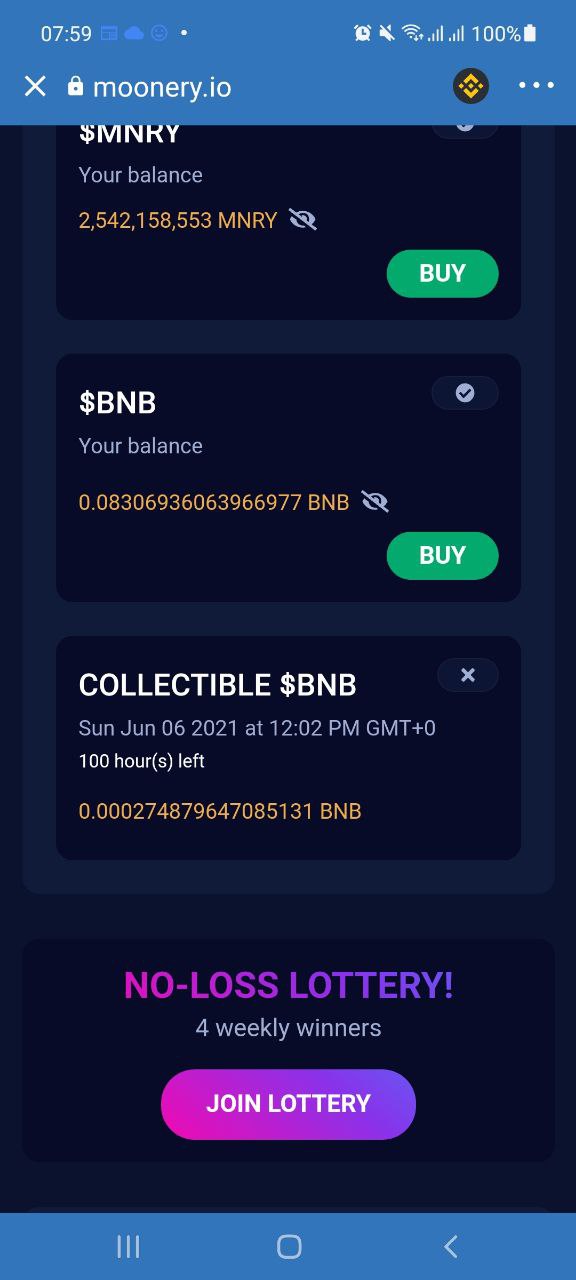 07:59
100%
moonery.io
$MNRY
Your balance
2,542,158,553 MNRY
BUY
$BNB
Your balance
0.08306936063966977 BNB
BUY
COLLECTIBLE $BNB
Sun Jun 06 2021 at 12:02 PM GMT+0
100 hour(s) left
0.000274879647085131 BNB
NO-LOSS LOTTERY!
4 weekly winners
JOIN LOTTERY